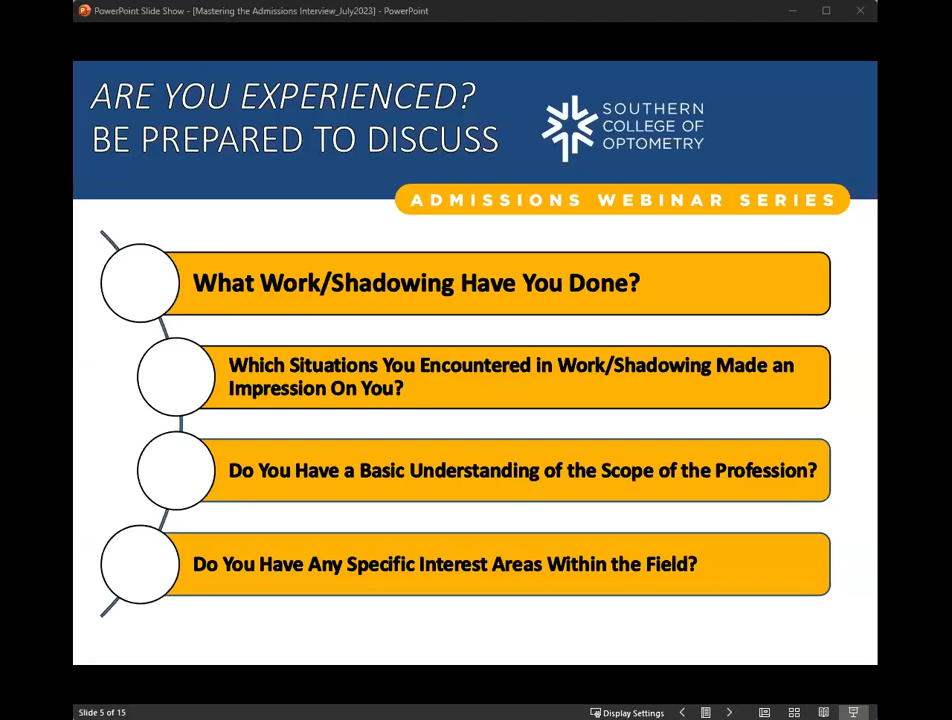 PowerPoint Slide Show - [Mastering the Admissions Interview_July2023] - PowerPoint
ARE YOU EXPERIENCED?
BE PREPARED TO DISCUSS
SOUTHERN
COLLEGE OF
OPTOMETRY
ADMISSIONS WEBINAR SERIES
What Work/Shadowing Have You Done?
Which Situations You Encountered in Work/Shadowing Made an
Impression On You?
Do You Have a Basic Understanding of the Scope of the Profession?
Do You Have Any Specific Interest Areas Within the Field?
Slide 5 of 15
Display Settings